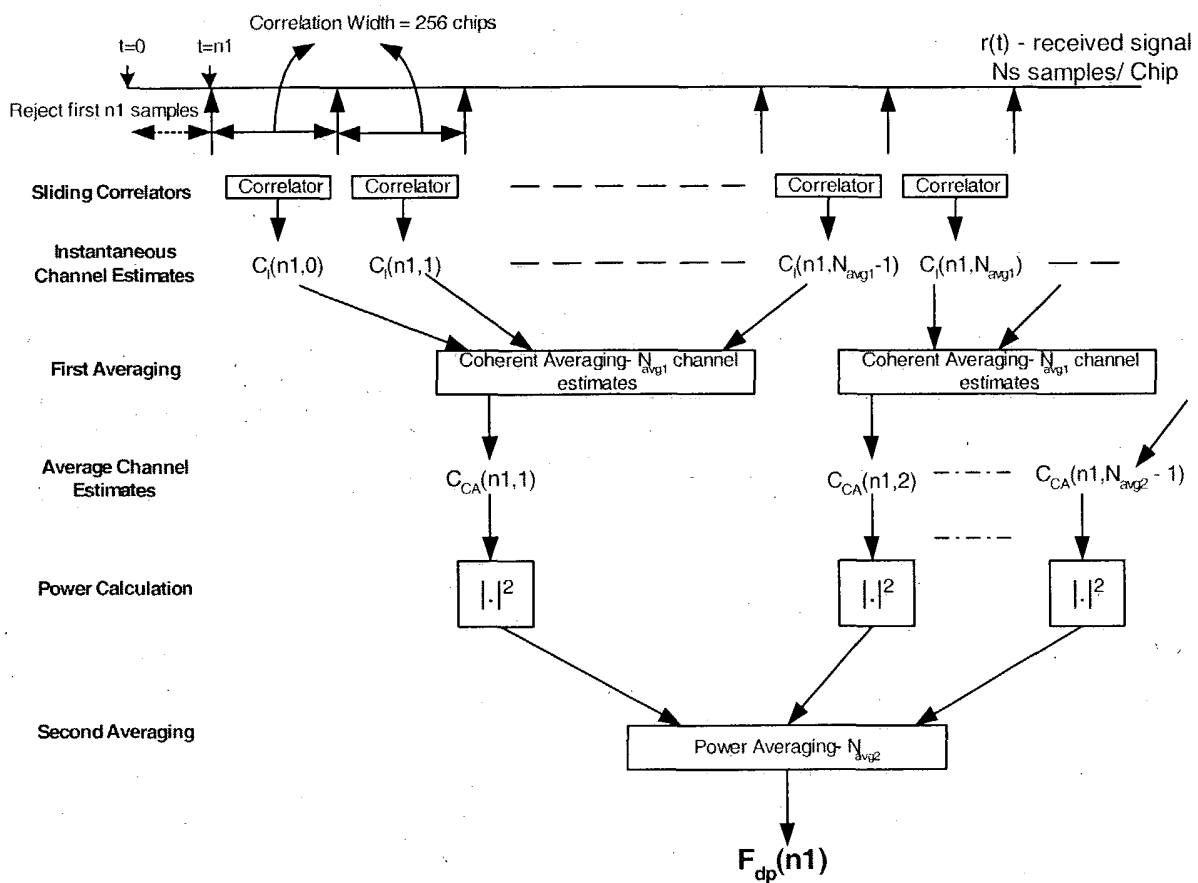 Correlation Width = 256 chips
t=0
t=n1
r(t) - received signal
Ns samples/ Chip
Reject first n1 samples
Sliding Correlators
Correlator
Correlator
Correlator
Correlator
Instantaneous
Channel Estimates
C_I(n1,0)
C_I(n1,1)
C_I(n1,N_avg1-1)
C_I(n1,N_avg1)
First Averaging
Coherent Averaging- N_avg1 channel
estimates
Coherent Averaging- N_avg1 channel
estimates
Average Channel
Estimates
C_CA(n1,1)
C_CA(n1,2)
C_CA(n1,N_avg2 - 1)
Power Calculation
|.|²
|.|²
|.|²
Second Averaging
Power Averaging- N_avg2
F_dp(n1)